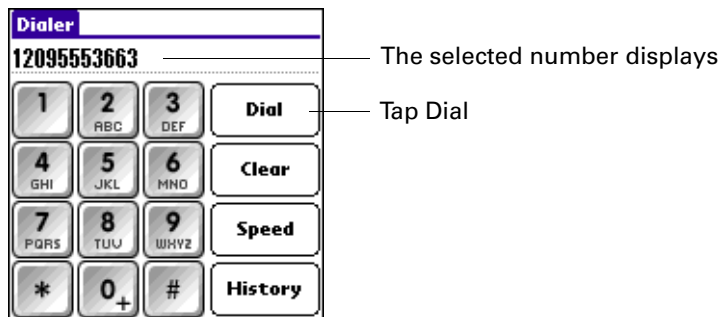 Dialer
12095553663
The selected number displays
1
2
ABC
3
DEF
Dial
Tap Dial
4
GHI
5
JKL
6
MNO
Clear
7
PQRS
8
TUV
9
WXYZ
Speed
*
0
+
#
History